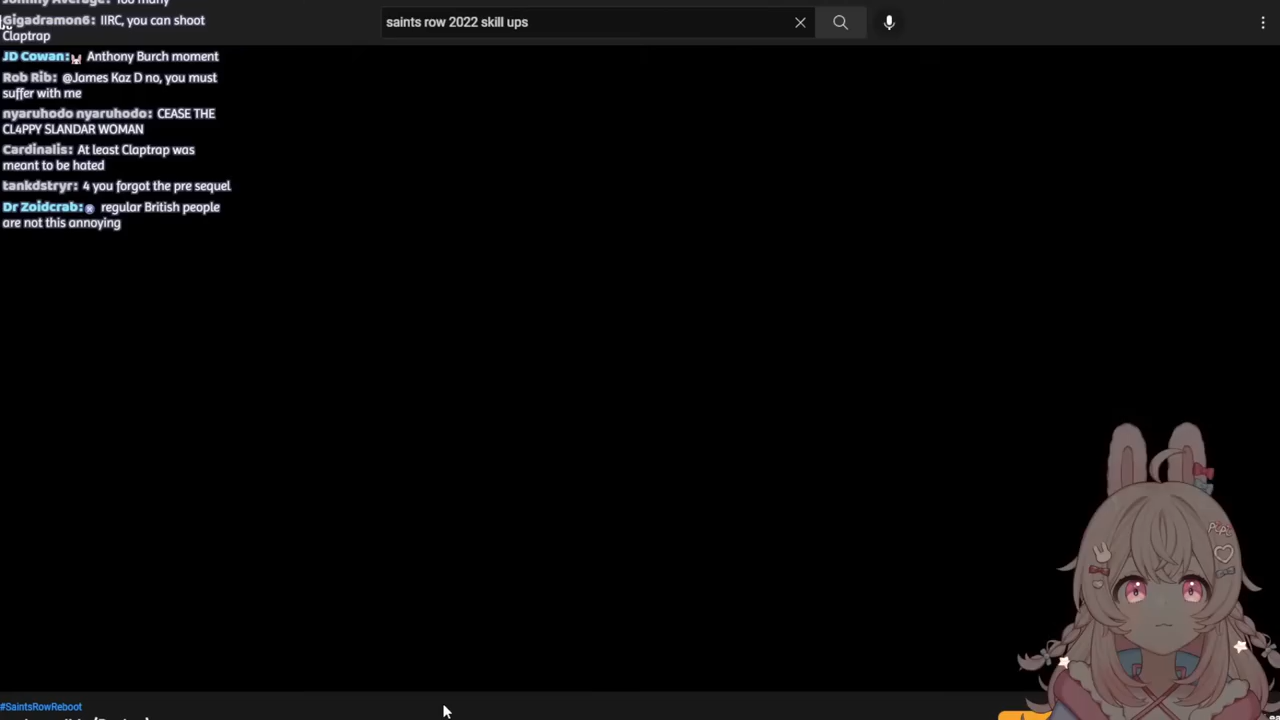 saints row 2022 skill ups
Gigadramon6: IIRC, you can shoot
Claptrap
JD Cowan: Anthony Burch moment
Rob Rib: @James Kaz D no, you must
suffer with me
nyaruhodo nyaruhodo: CEASE THE
CL4PPY SLANDAR WOMAN
Cardinalis: At least Claptrap was
meant to be hated
tankdstryr: 4 you forgot the pre sequel
Dr Zoidcrab: regular British people
are not this annoying
#SaintsRowReboot